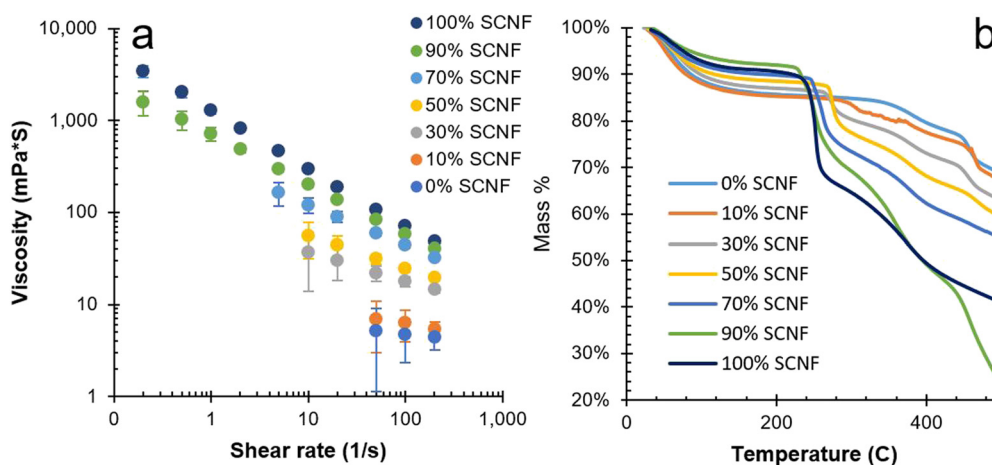 a
10,000
1,000
100
10
1
Viscosity (mPa*S)
0
1
10
100
1,000
Shear rate (1/s)
100% SCNF
90% SCNF
70% SCNF
50% SCNF
30% SCNF
10% SCNF
0% SCNF
b
100%
90%
80%
70%
60%
50%
40%
30%
20%
Mass %
0
200
400
Temperature (C)
0% SCNF
10% SCNF
30% SCNF
50% SCNF
70% SCNF
90% SCNF
100% SCNF